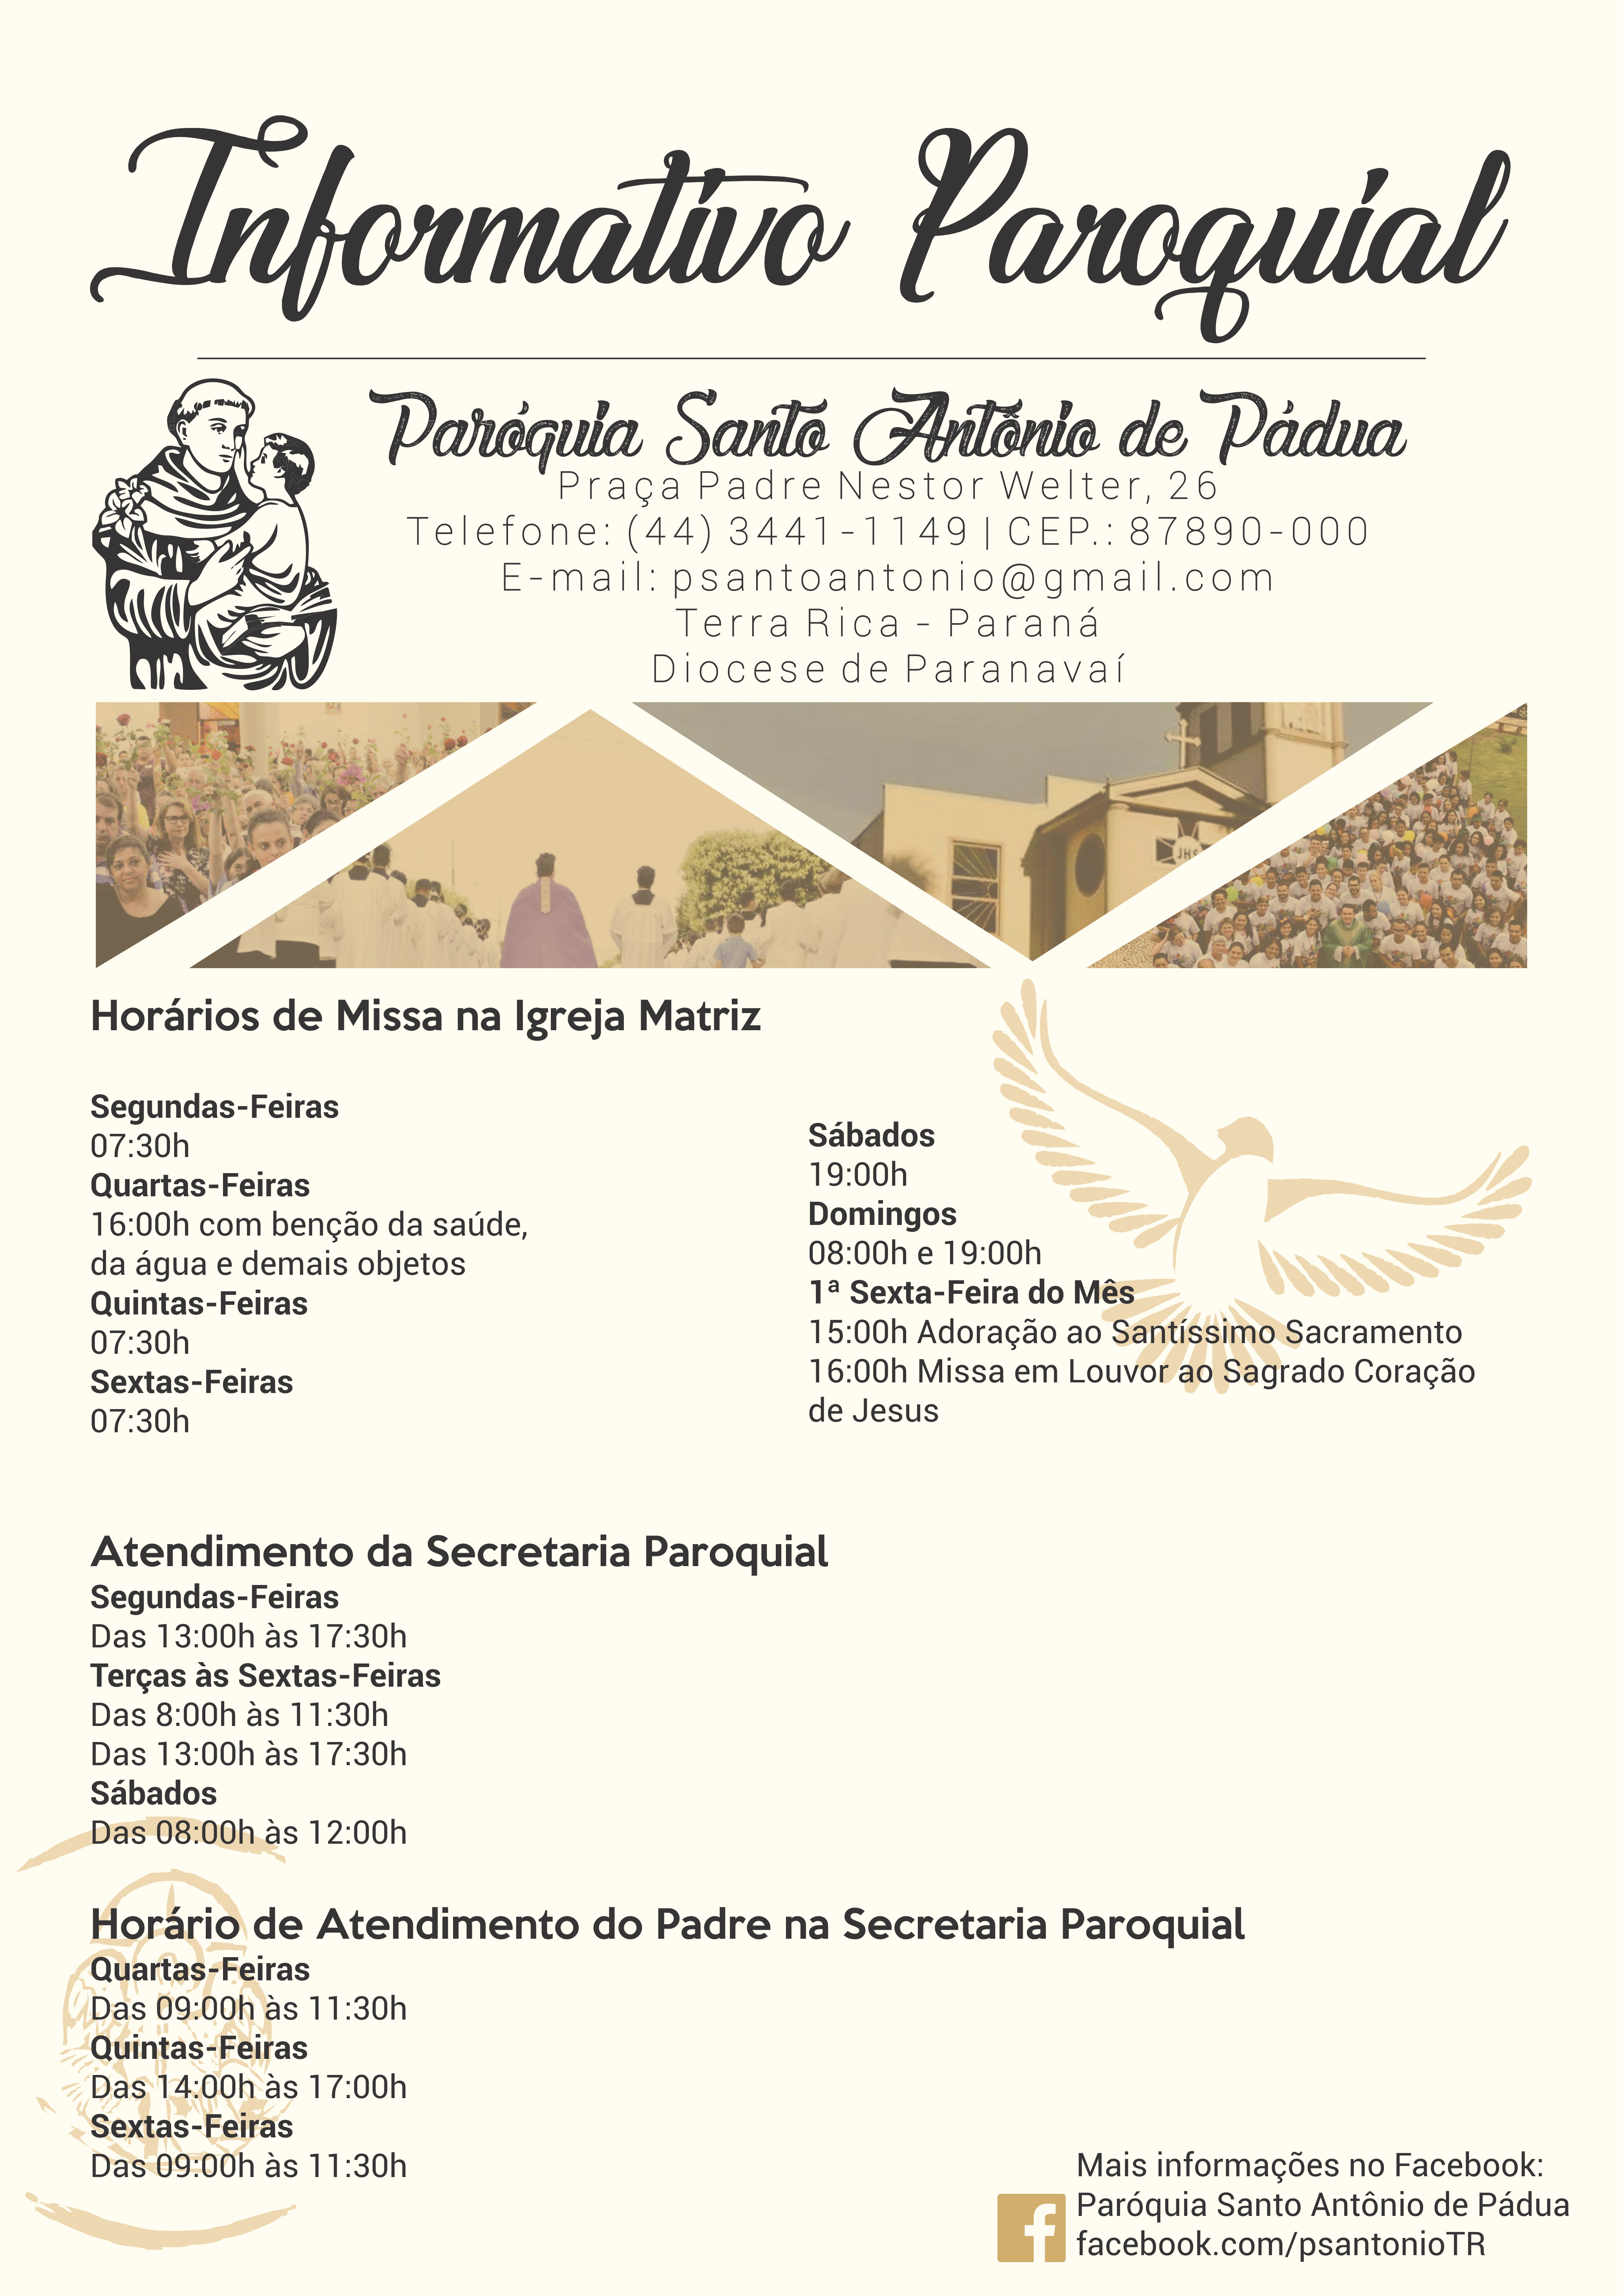 Informativo Paroquial
Paróquia Santo Antônio de Pádua
Praça Padre Nestor Welter, 26
Telefone: (44) 3441-1149 | CEP.: 87890-000
E-mail: psantoantonio@gmail.com
Terra Rica - Paraná
Diocese de Paranavaí
JHS
Horários de Missa na Igreja Matriz
Segundas-Feiras
07:30h
Quartas-Feiras
16:00h com benção da saúde,
da água e demais objetos
Quintas-Feiras
07:30h
Sextas-Feiras
07:30h
Sábados
19:00h
Domingos
08:00h e 19:00h
1ª Sexta-Feira do Mês
15:00h Adoração ao Santíssimo Sacramento
16:00h Missa em Louvor ao Sagrado Coração
de Jesus
Atendimento da Secretaria Paroquial
Segundas-Feiras
Das 13:00h às 17:30h
Terças às Sextas-Feiras
Das 8:00h às 11:30h
Das 13:00h às 17:30h
Sábados
Das 08:00h às 12:00h
Horário de Atendimento do Padre na Secretaria Paroquial
Quartas-Feiras
Das 09:00h às 11:30h
Quintas-Feiras
Das 14:00h às 17:00h
Sextas-Feiras
Das 09:00h às 11:30h
Mais informações no Facebook:
Paróquia Santo Antônio de Pádua
facebook.com/psantonioTR